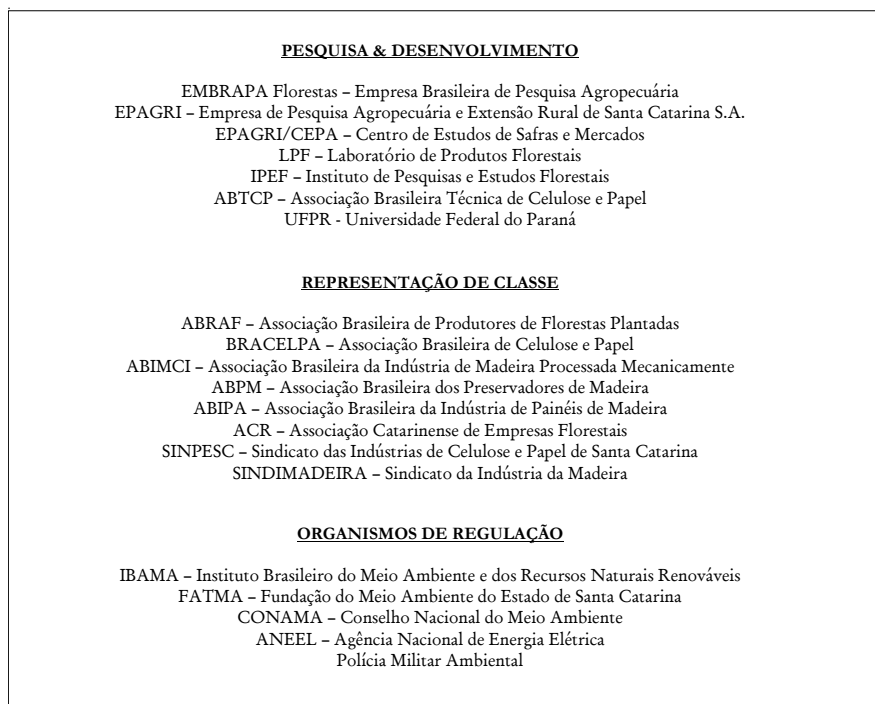 PESQUISA & DESENVOLVIMENTO
EMBRAPA Florestas – Empresa Brasileira de Pesquisa Agropecuária
EPAGRI – Empresa de Pesquisa Agropecuária e Extensão Rural de Santa Catarina S.A.
EPAGRI/CEPA – Centro de Estudos de Safras e Mercados
LPF – Laboratório de Produtos Florestais
IPEF – Instituto de Pesquisas e Estudos Florestais
ABTCP – Associação Brasileira Técnica de Celulose e Papel
UFPR - Universidade Federal do Paraná
REPRESENTAÇÃO DE CLASSE
ABRAF – Associação Brasileira de Produtores de Florestas Plantadas
BRACELPA – Associação Brasileira de Celulose e Papel
ABIMCI – Associação Brasileira da Indústria de Madeira Processada Mecanicamente
ABPM – Associação Brasileira dos Preservadores de Madeira
ABIPA – Associação Brasileira da Indústria de Painéis de Madeira
ACR – Associação Catarinense de Empresas Florestais
SINPESC – Sindicato das Indústrias de Celulose e Papel de Santa Catarina
SINDIMADEIRA – Sindicato da Indústria da Madeira
ORGANISMOS DE REGULAÇÃO
IBAMA – Instituto Brasileiro do Meio Ambiente e dos Recursos Naturais Renováveis
FATMA – Fundação do Meio Ambiente do Estado de Santa Catarina
CONAMA – Conselho Nacional do Meio Ambiente
ANEEL – Agência Nacional de Energia Elétrica
Polícia Militar Ambiental